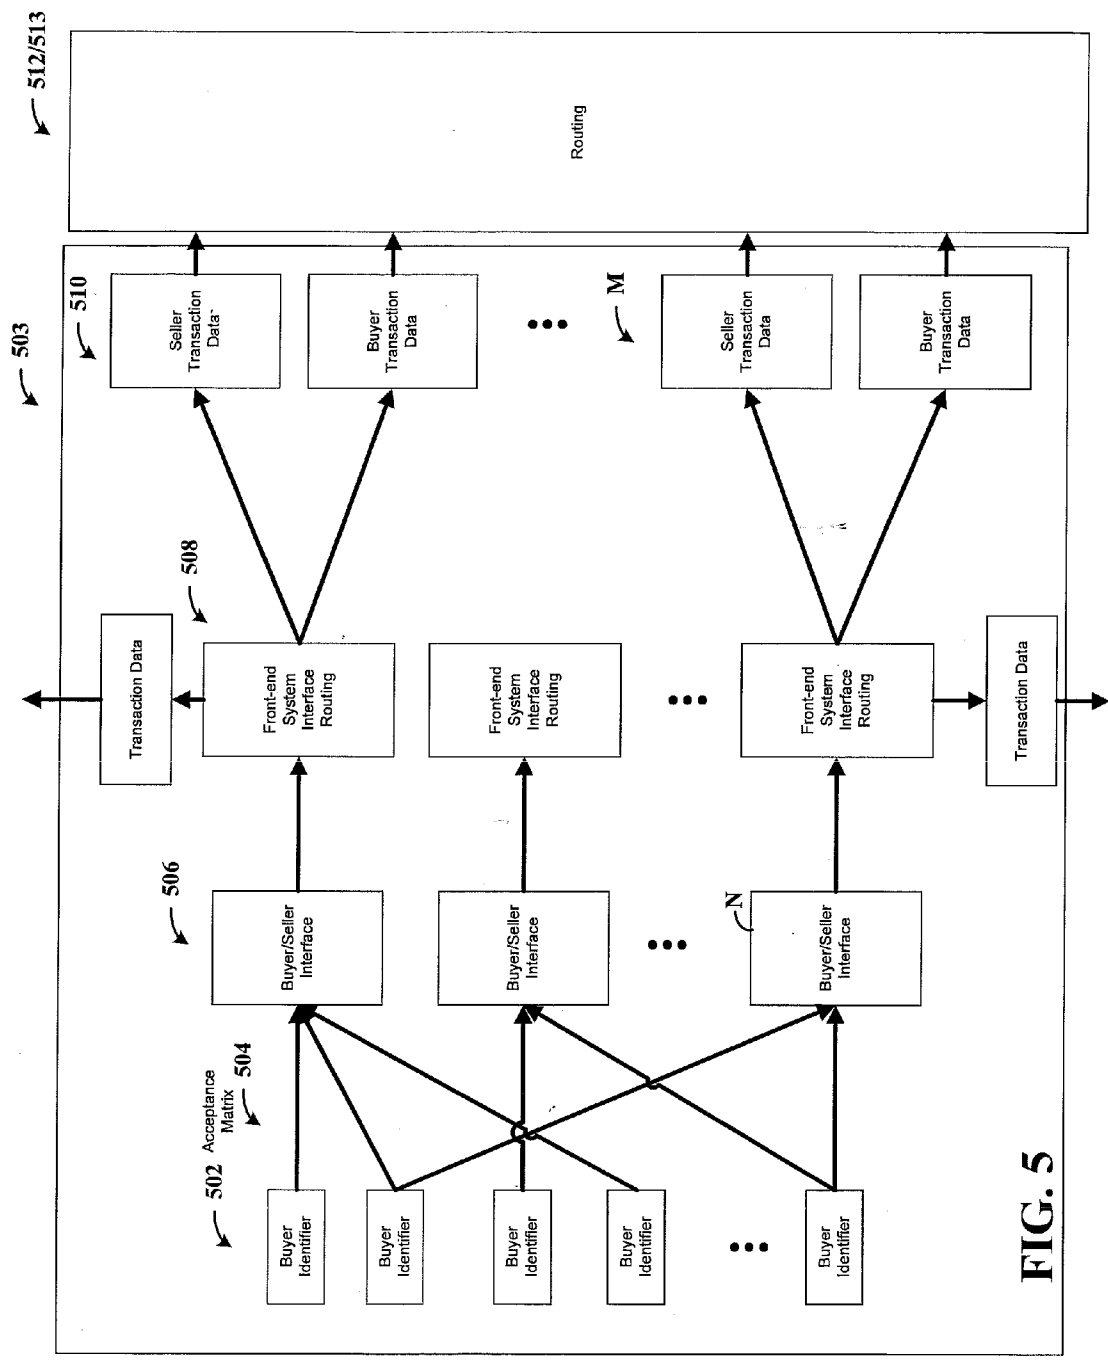 512/513
Routing
503
510
Seller
Transaction
Data
Buyer
Transaction
Data
M
Seller
Transaction
Data
Buyer
Transaction
Data
Transaction Data
508
Front-end
System
Interface
Routing
Front-end
System
Interface
Routing
Front-end
System
Interface
Routing
Transaction Data
506
Buyer/Seller
Interface
Buyer/Seller
Interface
N
Buyer/Seller
Interface
502
Acceptance
Matrix
504
Buyer
Identifier
Buyer
Identifier
Buyer
Identifier
Buyer
Identifier
Buyer
Identifier
FIG. 5